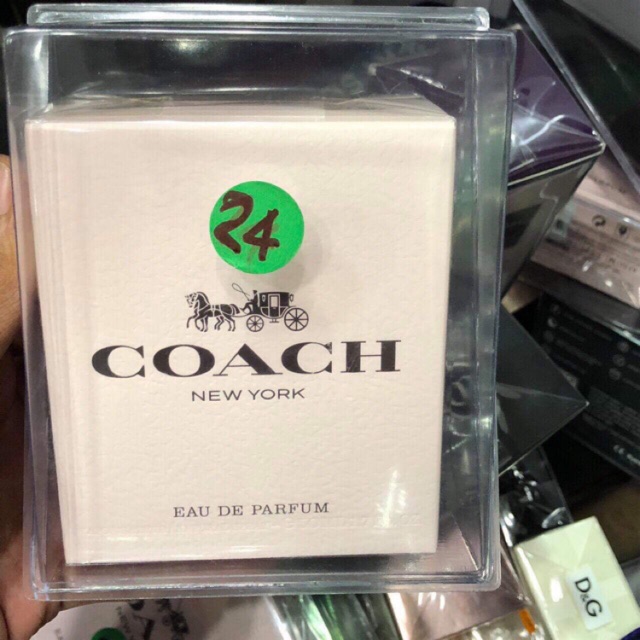 24
COACH
NEW YORK
EAU DE PARFUM
D&G